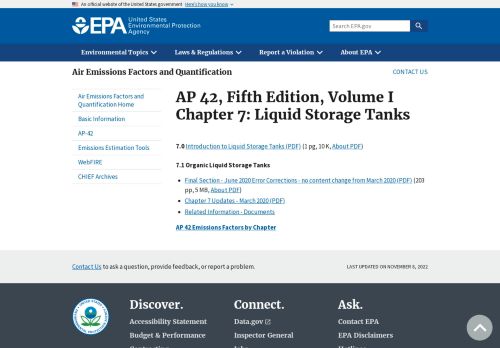 An official website of the United States government Here's how you know
EPA United States
Environmental Protection
Agency
Search EPA.gov
Environmental Topics Laws & Regulations Report a Violation About EPA
Air Emissions Factors and Quantification CONTACT US
Air Emissions Factors and
Quantification Home
Basic Information
AP-42
Emissions Estimation Tools
WebFIRE
CHIEF Archives
AP 42, Fifth Edition, Volume I
Chapter 7: Liquid Storage Tanks
7.0 Introduction to Liquid Storage Tanks (PDF) (1 pg, 10 K, About PDF)
7.1 Organic Liquid Storage Tanks
Final Section - June 2020 Error Corrections - no content change from March 2020 (PDF) (203
pp, 5 MB, About PDF)
Chapter 7 Updates - March 2020 (PDF)
Related Information - Documents
AP 42 Emissions Factors by Chapter
Contact Us to ask a question, provide feedback, or report a problem.
LAST UPDATED ON NOVEMBER 8, 2022
Discover.
Accessibility Statement
Budget & Performance
Connect.
Data.gov
Inspector General
Ask.
Contact EPA
EPA Disclaimers